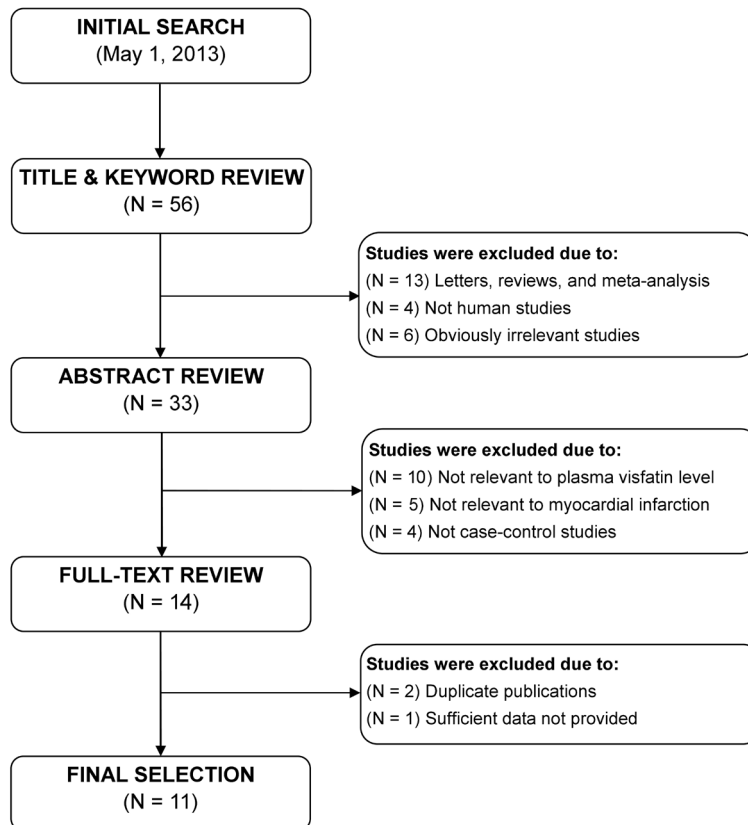 INITIAL SEARCH
(May 1, 2013)
TITLE & KEYWORD REVIEW
(N = 56)
Studies were excluded due to:
(N = 13) Letters, reviews, and meta-analysis
(N = 4) Not human studies
(N = 6) Obviously irrelevant studies
ABSTRACT REVIEW
(N = 33)
Studies were excluded due to:
(N = 10) Not relevant to plasma visfatin level
(N = 5) Not relevant to myocardial infarction
(N = 4) Not case-control studies
FULL-TEXT REVIEW
(N = 14)
Studies were excluded due to:
(N = 2) Duplicate publications
(N = 1) Sufficient data not provided
FINAL SELECTION
(N = 11)